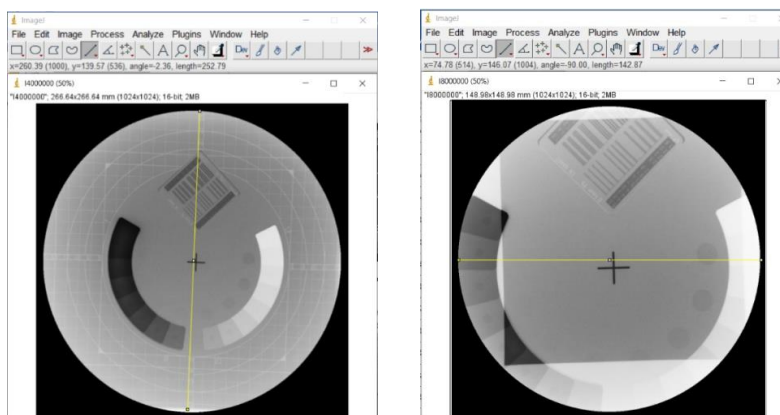 ImageJ
File Edit Image Process Analyze Plugins Window Help
Dev
x=260.39 (1000), y=139.57 (536), angle=-2.36, length=252.79
I4000000 (50%)
"I4000000"; 266.64x266.64 mm (1024x1024); 16-bit; 2MB
ImageJ
File Edit Image Process Analyze Plugins Window Help
Dev
x=74.78 (514), y=146.07 (1004), angle=-90.00, length=142.87
I8000000 (50%)
"I8000000"; 148.98x148.98 mm (1024x1024); 16-bit; 2MB